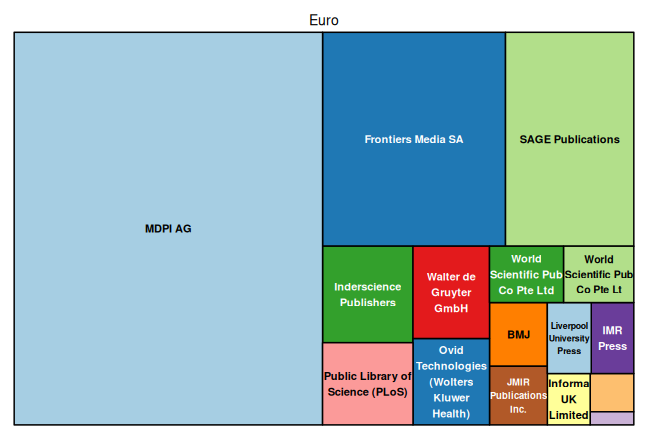 Euro
MDPI AG
Frontiers Media SA
SAGE Publications
Inderscience
Publishers
Walter de
Gruyter
GmbH
World
Scientific Pub
Co Pte Ltd
World
Scientific Pub
Co Pte Lt
BMJ
Liverpool
University
Press
IMR
Press
Public Library of
Science (PLoS)
Ovid
Technologies
(Wolters
Kluwer
Health)
JMIR
Publications
Inc.
Informa
UK
Limited